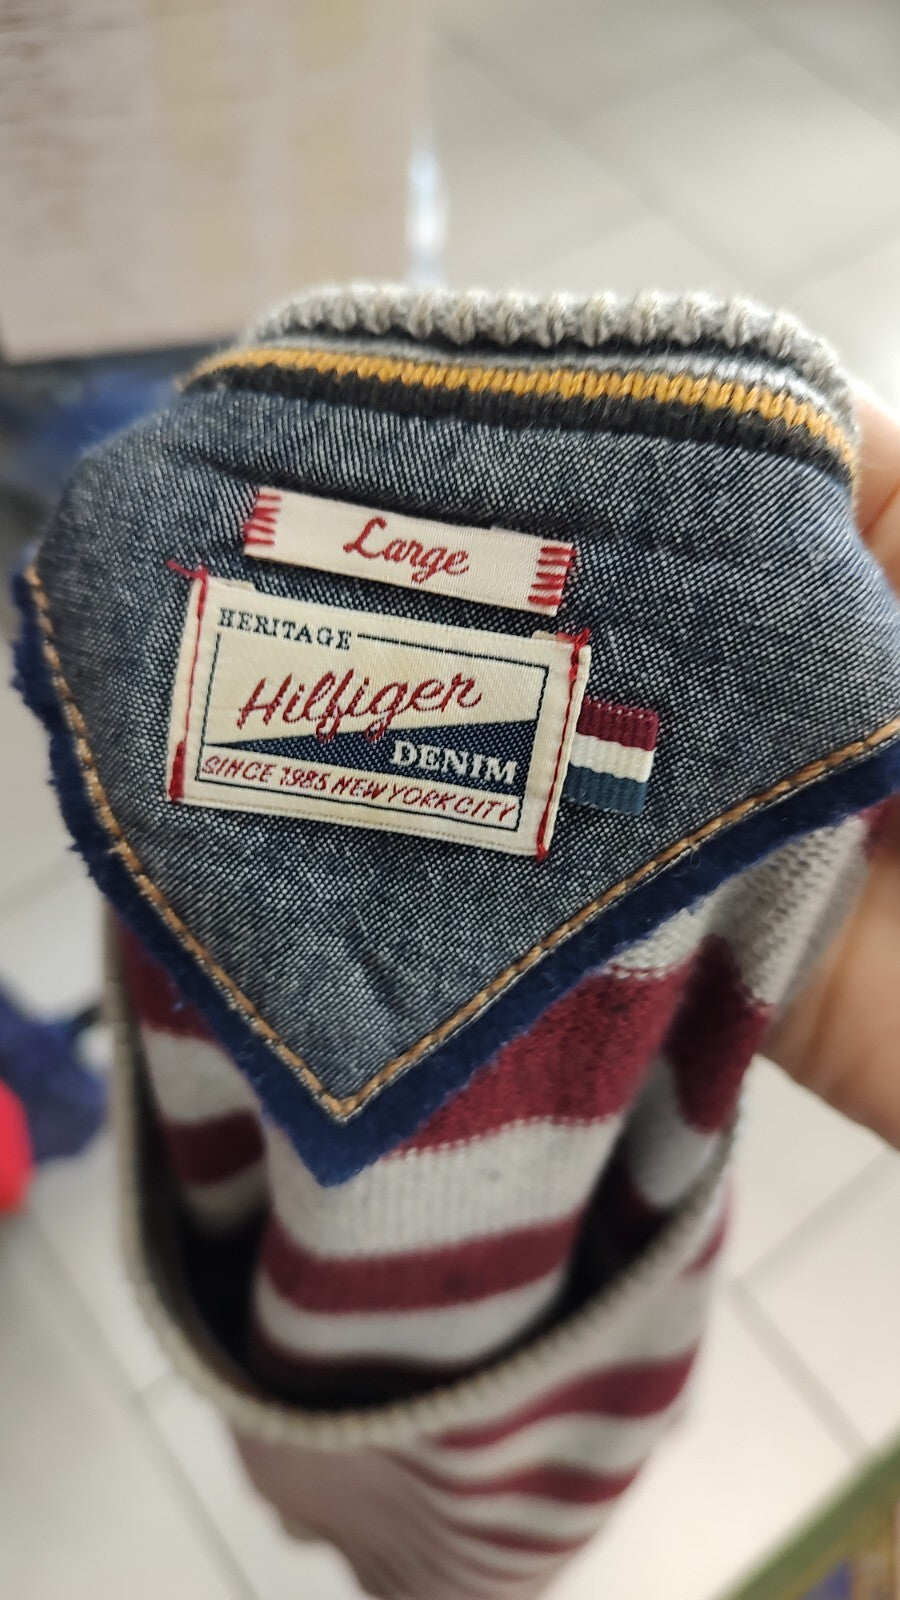 Large
HERITAGE
Hilfiger
DENIM
SINCE 1985 NEW YORK CITY